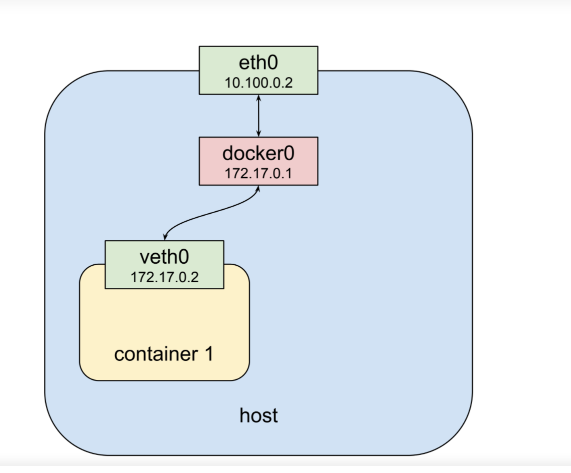 eth0
10.100.0.2
docker0
172.17.0.1
veth0
172.17.0.2
container 1
host